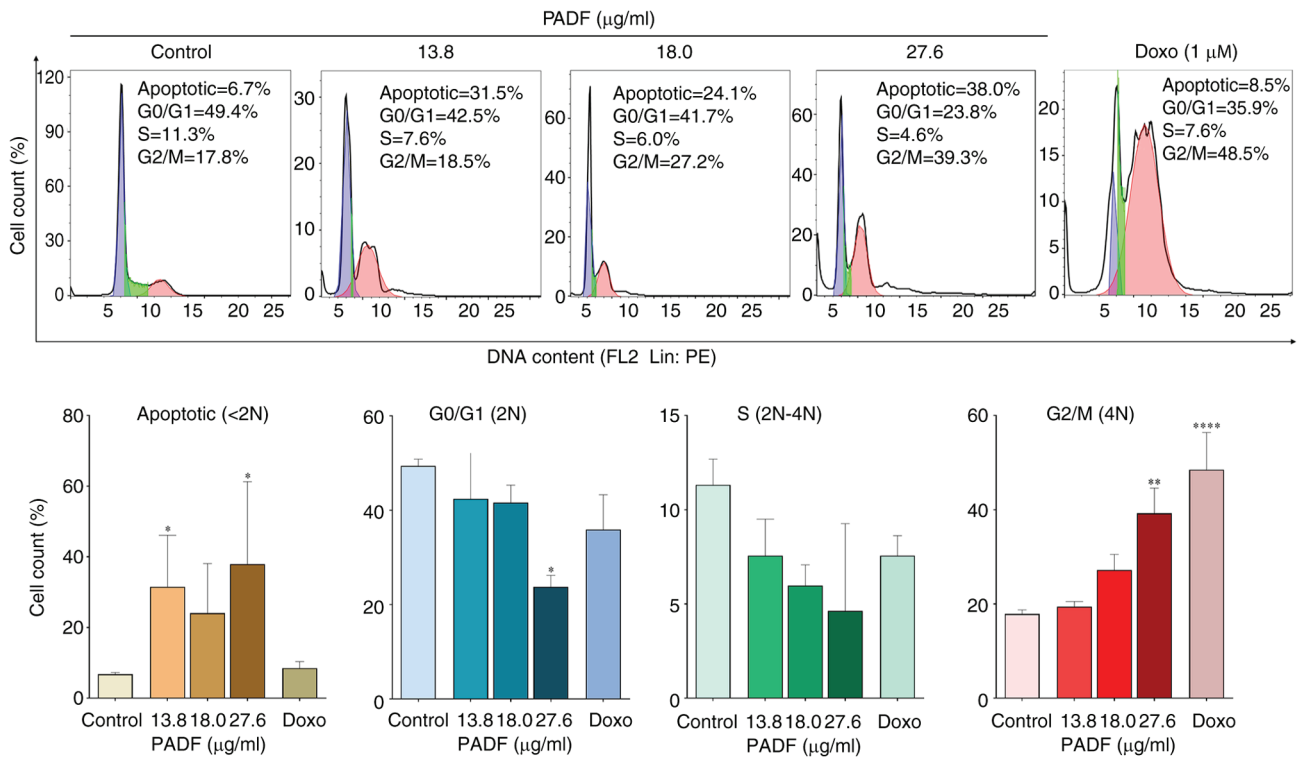 PADF (μg/ml)
Control 13.8 18.0 27.6 Doxo (1 μM)
Cell count (%)
120
90
60
30
0
5 10 15 20 25
Apoptotic=6.7%
G0/G1=49.4%
S=11.3%
G2/M=17.8%
30
20
10
0
5 10 15 20 25
Apoptotic=31.5%
G0/G1=42.5%
S=7.6%
G2/M=18.5%
60
40
20
0
5 10 15 20 25
Apoptotic=24.1%
G0/G1=41.7%
S=6.0%
G2/M=27.2%
60
40
20
0
5 10 15 20 25
Apoptotic=38.0%
G0/G1=23.8%
S=4.6%
G2/M=39.3%
20
15
10
5
0
5 10 15 20 25
Apoptotic=8.5%
G0/G1=35.9%
S=7.6%
G2/M=48.5%
DNA content (FL2 Lin: PE)
Cell count (%)
Apoptotic (<2N)
80
60
40
20
0
* *
Control 13.8 18.0 27.6 Doxo
PADF (μg/ml)
G0/G1 (2N)
60
40
20
0
*
Control 13.8 18.0 27.6 Doxo
PADF (μg/ml)
S (2N-4N)
15
10
5
0
Control 13.8 18.0 27.6 Doxo
PADF (μg/ml)
G2/M (4N)
60
40
20
0
** ****
Control 13.8 18.0 27.6 Doxo
PADF (μg/ml)